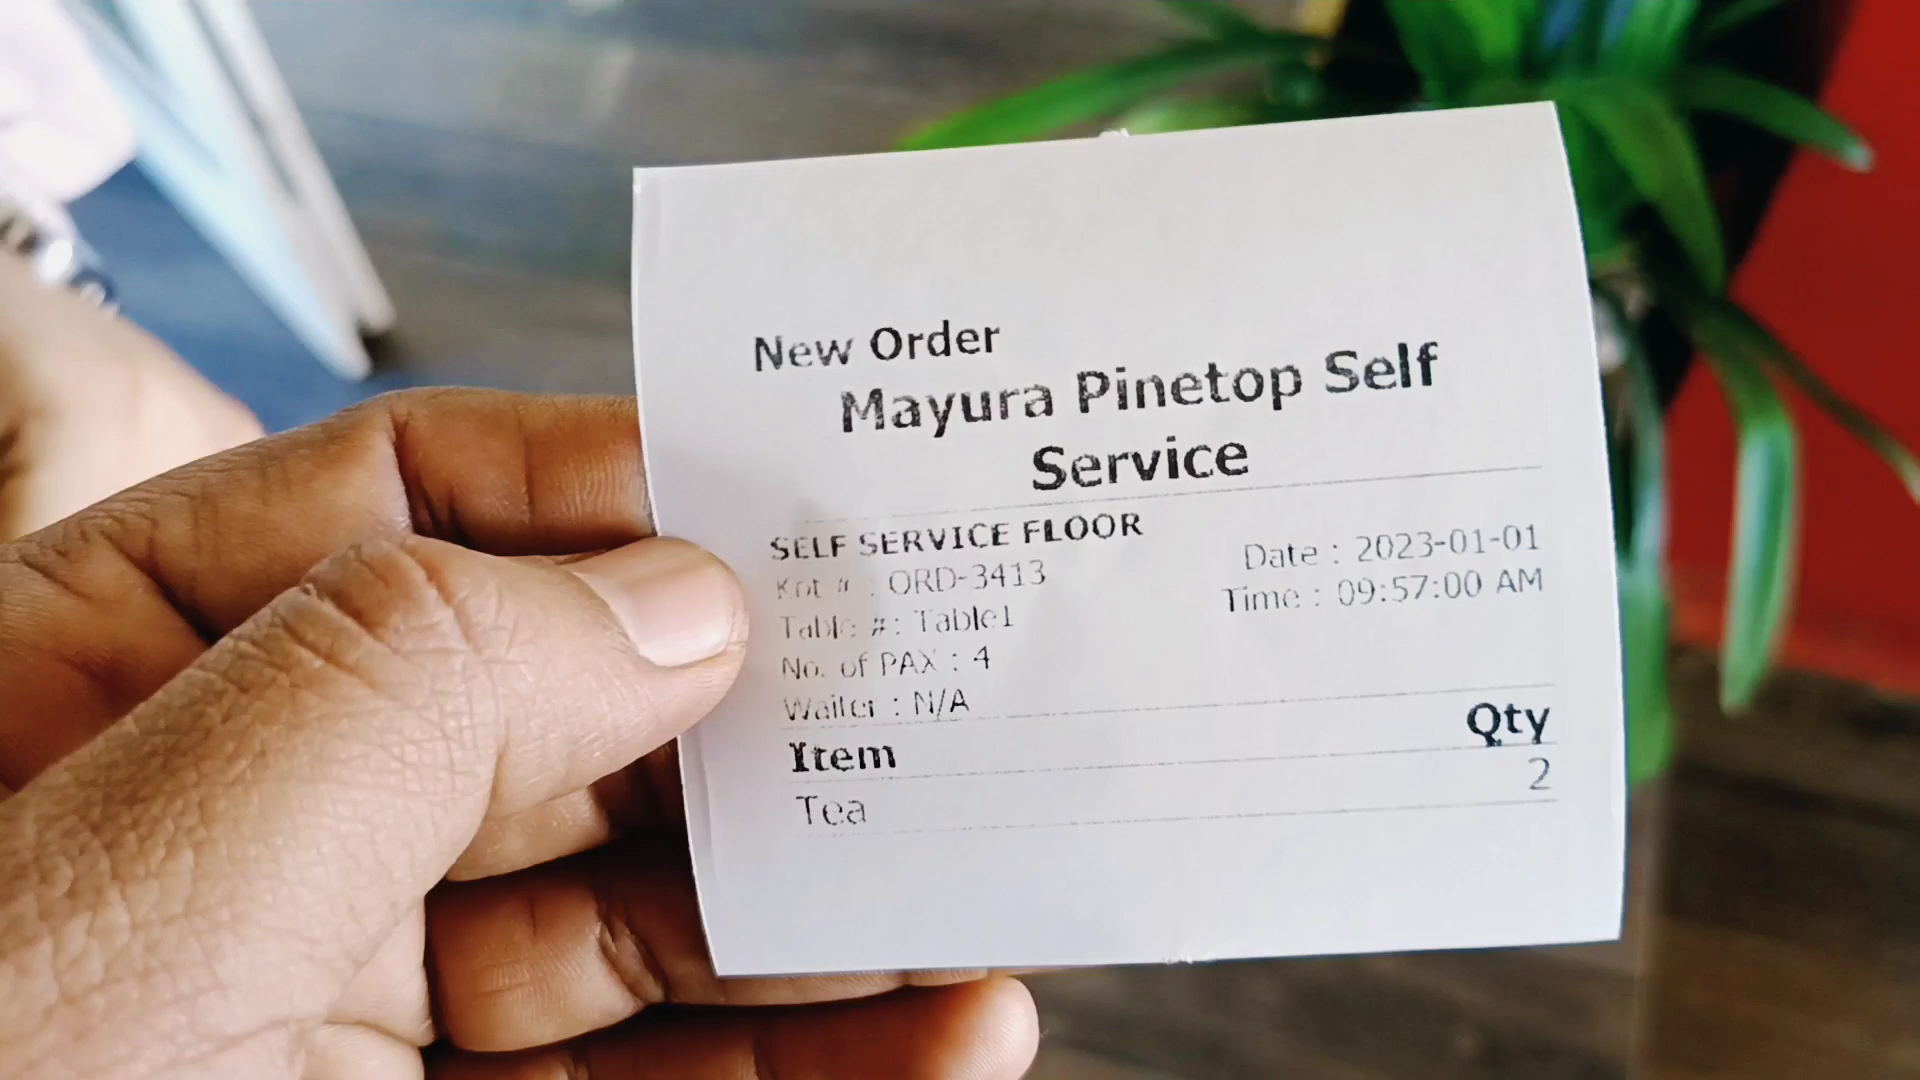 New Order
Mayura Pinetop Self
Service
SELF SERVICE FLOOR
Kot # : ORD-3413
Date : 2023-01-01
Table #: Table1
Time : 09:57:00 AM
No. of PAX : 4
Waiter : N/A
Item Qty
Tea 2